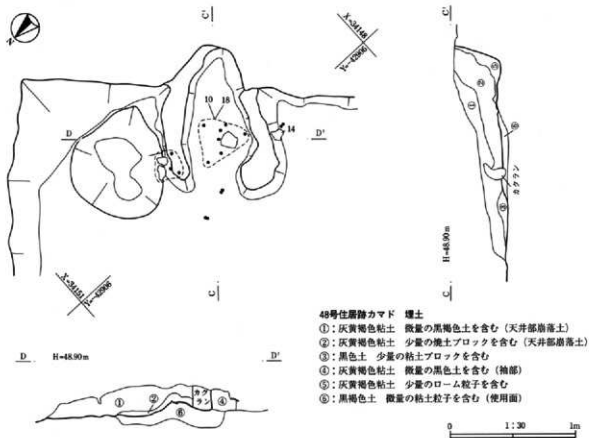 N
C'
X=34148
Y=-42906
10 18
14
D
D'
C
X=34151
Y=-42906
C'
①
②
③
⑥
カクラン
⑥
H=48.90m
C
D
H=48.90m
D'
①
②
カクラン
④
⑥
48号住居跡カマド 埋土
①:灰黄褐色粘土 微量の黒褐色土を含む(天井部崩落土)
②:灰黄褐色粘土 少量の焼土ブロックを含む(天井部崩落土)
③:黒色土 少量の粘土ブロックを含む
④:灰黄褐色粘土 微量の黒色土を含む(袖部)
⑤:灰黄褐色粘土 少量のローム粒子を含む
⑥:黒褐色土 微量の粘土粒子を含む(使用面)
0 1:30 1m